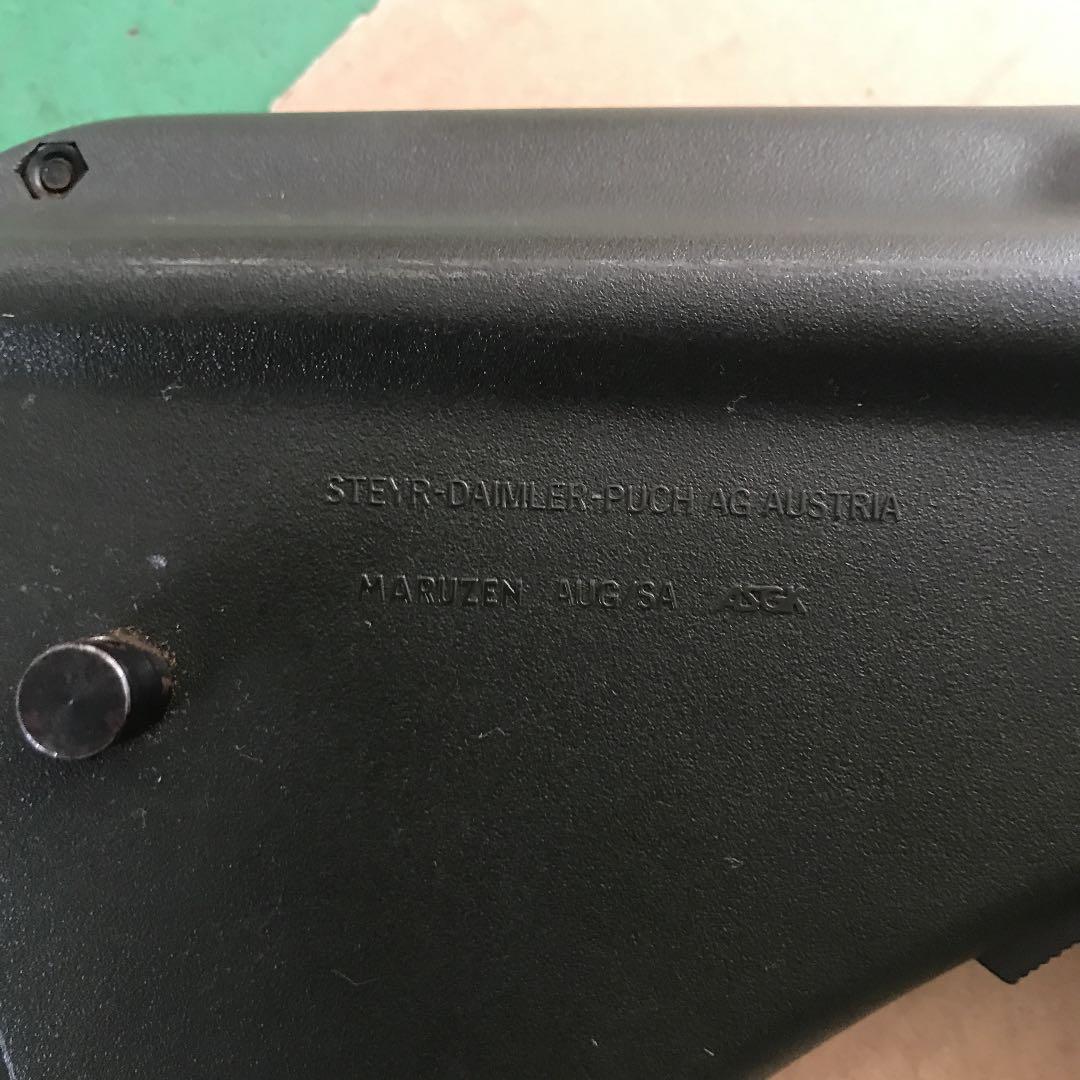 STEYR-DAIMLER-PUCH AG AUSTRIA
MARUZEN AUG SA ASGK